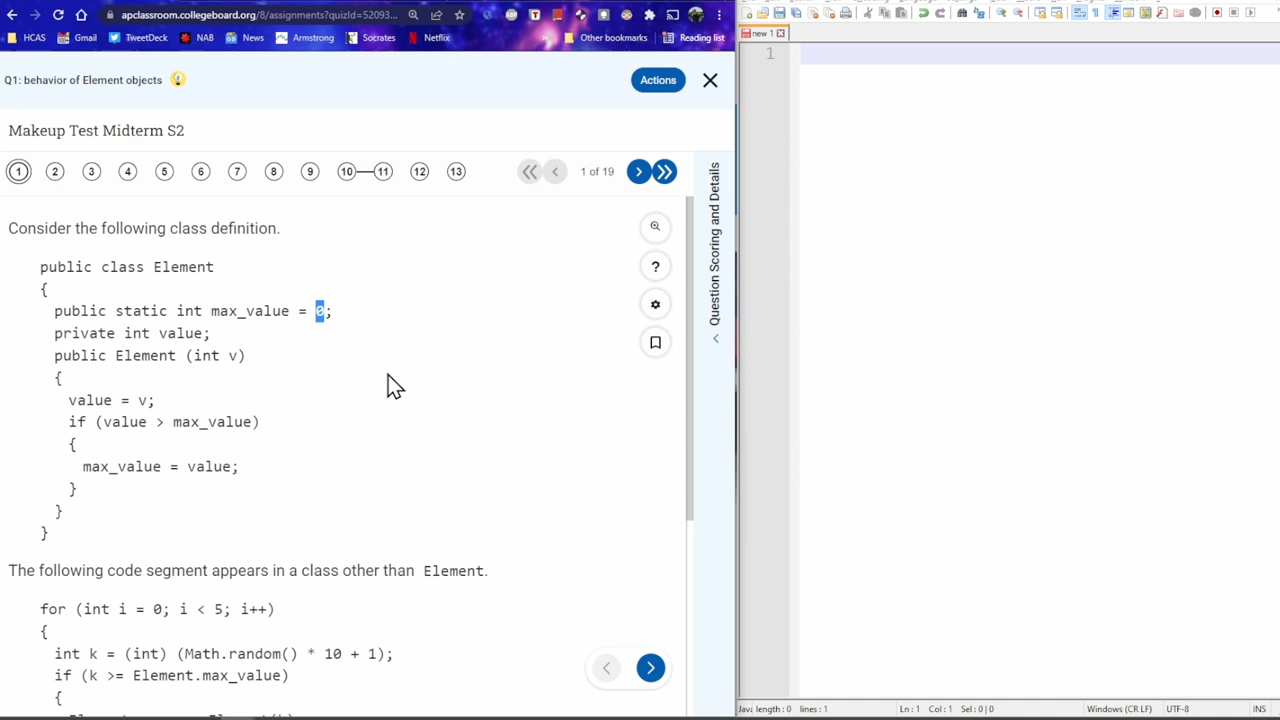 apclassroom.collegeboard.org/8/assignments?quizId=52093...
HCAS Gmail TweetDeck NAB News Armstrong Socrates Netflix Other bookmarks Reading list
new 1
1
Q1: behavior of Element objects
Actions
Makeup Test Midterm S2
1 2 3 4 5 6 7 8 9 10 11 12 13 1 of 19
Question Scoring and Details
Consider the following class definition.
public class Element
{
public static int max_value = 0;
private int value;
public Element (int v)
{
value = v;
if (value > max_value)
{
max_value = value;
}
}
}
The following code segment appears in a class other than Element.
for (int i = 0; i < 5; i++)
{
int k = (int) (Math.random() * 10 + 1);
if (k >= Element.max_value)
{
Java length : 0 lines : 1 Ln : 1 Col : 1 Sel : 0 | 0 Windows (CR LF) UTF-8 INS